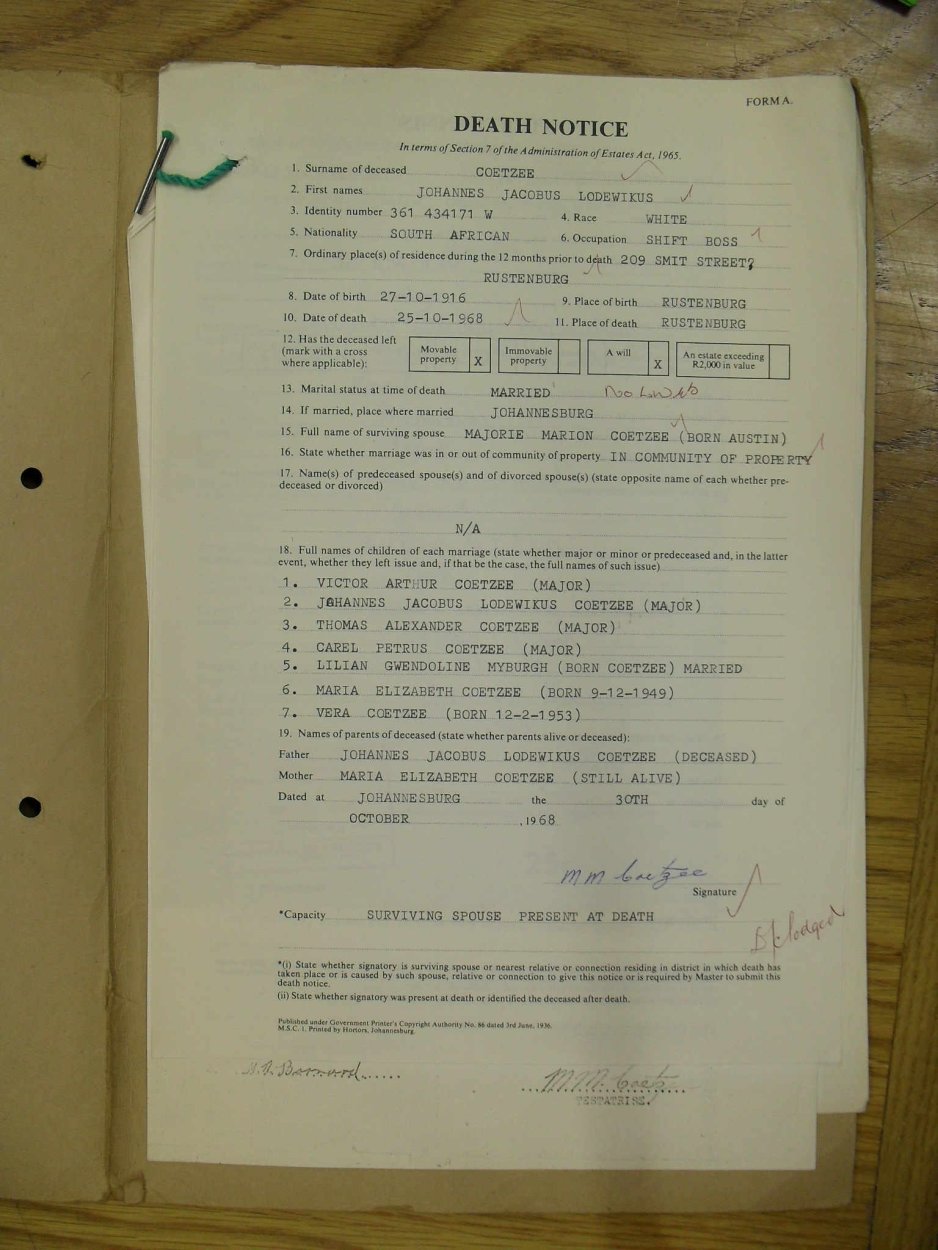 FORM A.
DEATH NOTICE
In terms of Section 7 of the Administration of Estates Act, 1965.
1. Surname of deceased COETZEE
2. First names JOHANNES JACOBUS LODEWIKUS
3. Identity number 361 434171 W 4. Race WHITE
5. Nationality SOUTH AFRICAN 6. Occupation SHIFT BOSS
7. Ordinary place(s) of residence during the 12 months prior to death 209 SMIT STREET?
RUSTENBURG
8. Date of birth 27-10-1916 9. Place of birth RUSTENBURG
10. Date of death 25-10-1968 11. Place of death RUSTENBURG
12. Has the deceased left (mark with a cross where applicable): Movable property X Immovable property A will X An estate exceeding R2,000 in value
13. Marital status at time of death MARRIED
14. If married, place where married JOHANNESBURG
15. Full name of surviving spouse MAJORIE MARION COETZEE (BORN AUSTIN)
16. State whether marriage was in or out of community of property IN COMMUNITY OF PROPERTY
17. Name(s) of predeceased spouse(s) and of divorced spouse(s) (state opposite name of each whether pre-
deceased or divorced)
N/A
18. Full names of children of each marriage (state whether major or minor or predeceased and, in the latter
event, whether they left issue and, if that be the case, the full names of such issue)
1. VICTOR ARTHUR COETZEE (MAJOR)
2. JOHANNES JACOBUS LODEWIKUS COETZEE (MAJOR)
3. THOMAS ALEXANDER COETZEE (MAJOR)
4. CAREL PETRUS COETZEE (MAJOR)
5. LILIAN GWENDOLINE MYBURGH (BORN COETZEE) MARRIED
6. MARIA ELIZABETH COETZEE (BORN 9-12-1949)
7. VERA COETZEE (BORN 12-2-1953)
19. Names of parents of deceased (state whether parents alive or deceased):
Father JOHANNES JACOBUS LODEWIKUS COETZEE (DECEASED)
Mother MARIA ELIZABETH COETZEE (STILL ALIVE)
Dated at JOHANNESBURG the 30TH day of
OCTOBER , 1968
MM Coetzee
Signature
*Capacity SURVIVING SPOUSE PRESENT AT DEATH
lodged
*(i) State whether signatory is surviving spouse or nearest relative or connection residing in district in which death has
taken place or is caused by such spouse, relative or connection to give this notice or is required by Master to submit this
death notice.
(ii) State whether signatory was present at death or identified the deceased after death.
Published under Government Printer's Copyright Authority No. 86 dated 3rd June, 1936.
M.S.C. 1. Printed by Hortors, Johannesburg.
Barnard......
M.M. Coetz
TESTATRISE.